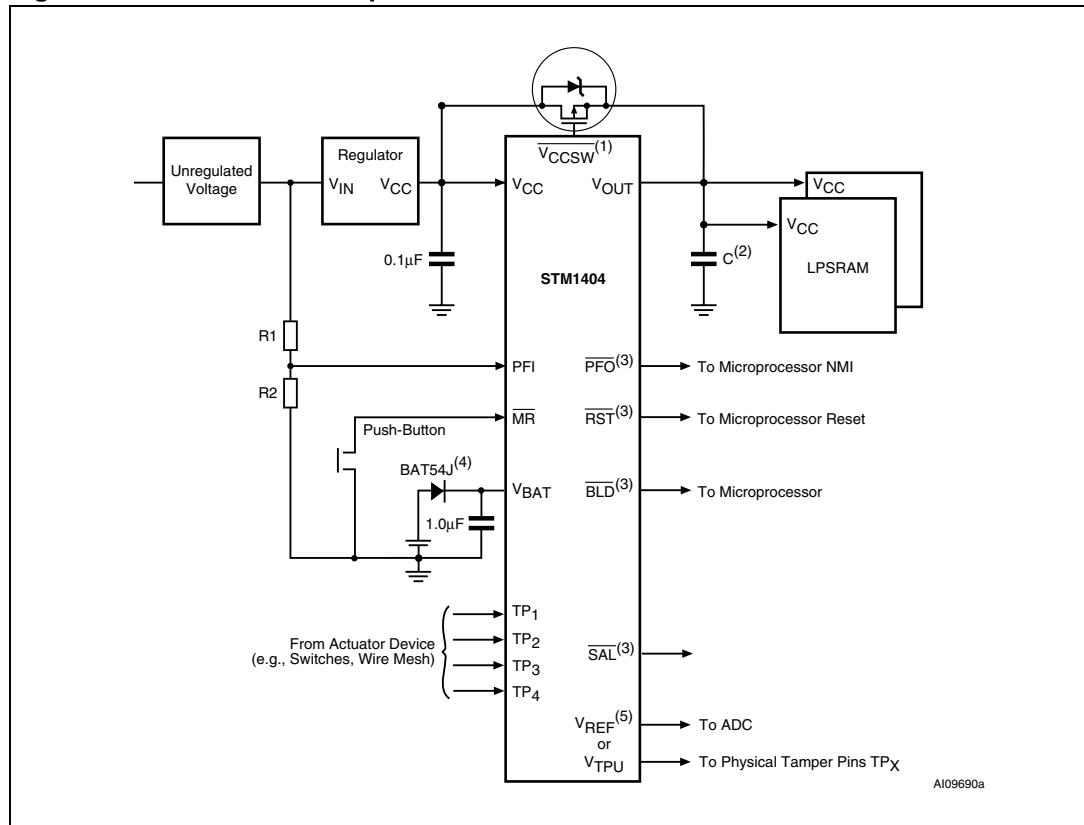 Unregulated
Voltage
Regulator
VIN
VCC
VCCSW(1)
VCC
VOUT
VCC
VCC
LPSRAM
0.1µF
C(2)
STM1404
R1
R2
PFI
PFO(3)
To Microprocessor NMI
MR
RST(3)
To Microprocessor Reset
Push-Button
BAT54J(4)
VBAT
BLD(3)
To Microprocessor
1.0µF
TP1
TP2
TP3
TP4
From Actuator Device
(e.g., Switches, Wire Mesh)
SAL(3)
VREF(5)
or
VTPU
To ADC
To Physical Tamper Pins TPX
AI09690a